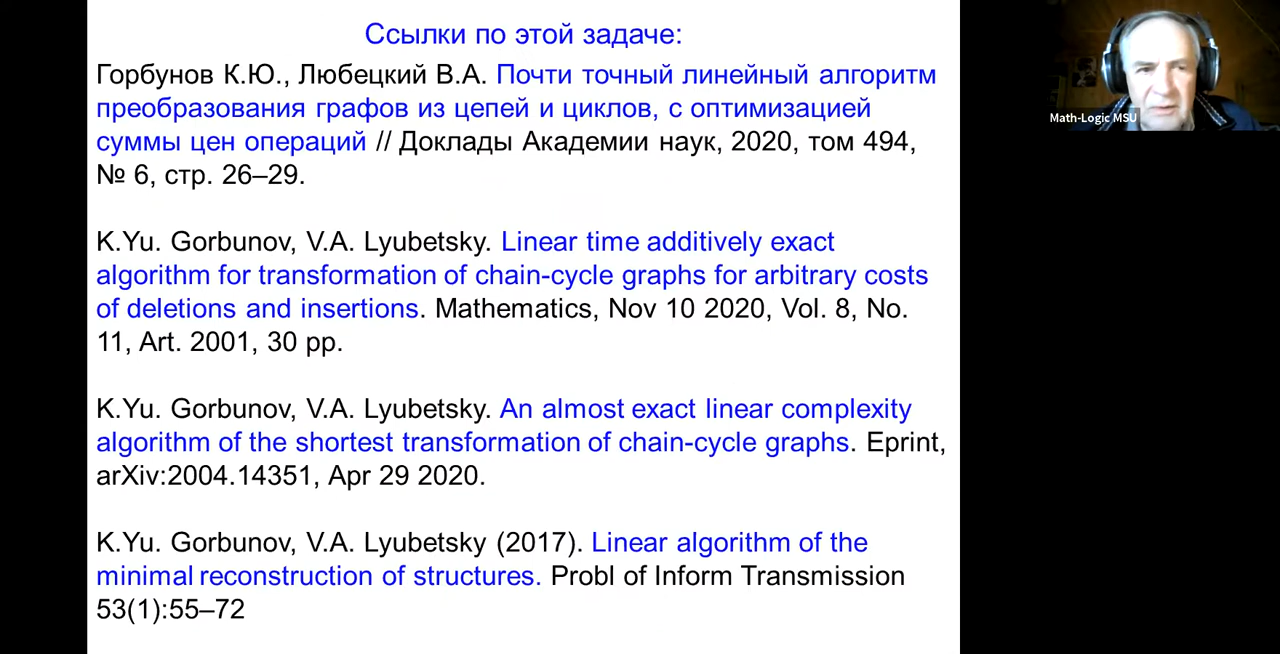 Ссылки по этой задаче:
Горбунов К.Ю., Любецкий В.А. Почти точный линейный алгоритм
преобразования графов из цепей и циклов, с оптимизацией
суммы цен операций // Доклады Академии наук, 2020, том 494,
№ 6, стр. 26–29.
K.Yu. Gorbunov, V.A. Lyubetsky. Linear time additively exact
algorithm for transformation of chain-cycle graphs for arbitrary costs
of deletions and insertions. Mathematics, Nov 10 2020, Vol. 8, No.
11, Art. 2001, 30 pp.
K.Yu. Gorbunov, V.A. Lyubetsky. An almost exact linear complexity
algorithm of the shortest transformation of chain-cycle graphs. Eprint,
arXiv:2004.14351, Apr 29 2020.
K.Yu. Gorbunov, V.A. Lyubetsky (2017). Linear algorithm of the
minimal reconstruction of structures. Probl of Inform Transmission
53(1):55–72
Math-Logic MSU